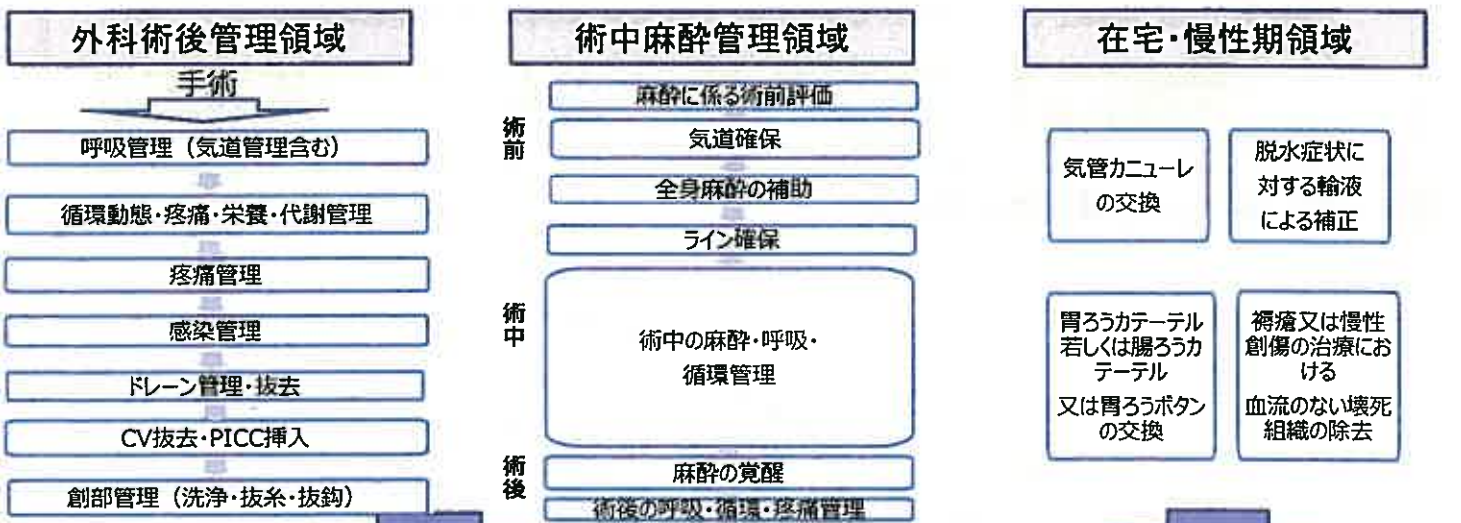 外科術後管理領域
手術
呼吸管理（気道管理含む）
循環動態・疼痛・栄養・代謝管理
疼痛管理
感染管理
ドレーン管理・抜去
CV抜去・PICC挿入
創部管理（洗浄・抜糸・抜鈎）
術中麻酔管理領域
術前
麻酔に係る術前評価
気道確保
全身麻酔の補助
ライン確保
術中
術中の麻酔・呼吸・
循環管理
術後
麻酔の覚醒
術後の呼吸・循環・疼痛管理
在宅・慢性期領域
気管カニューレ
の交換
脱水症状に
対する輸液
による補正
胃ろうカテーテル
若しくは腸ろうカ
テーテル
又は胃ろうボタン
の交換
褥瘡又は慢性
創傷の治療にお
ける
血流のない壊死
組織の除去